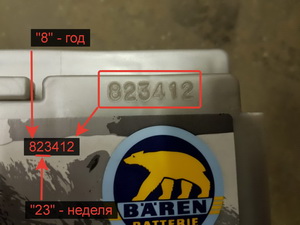 "8" - год
823412
823412
"23" - неделя
BÄREN
BATTERIE